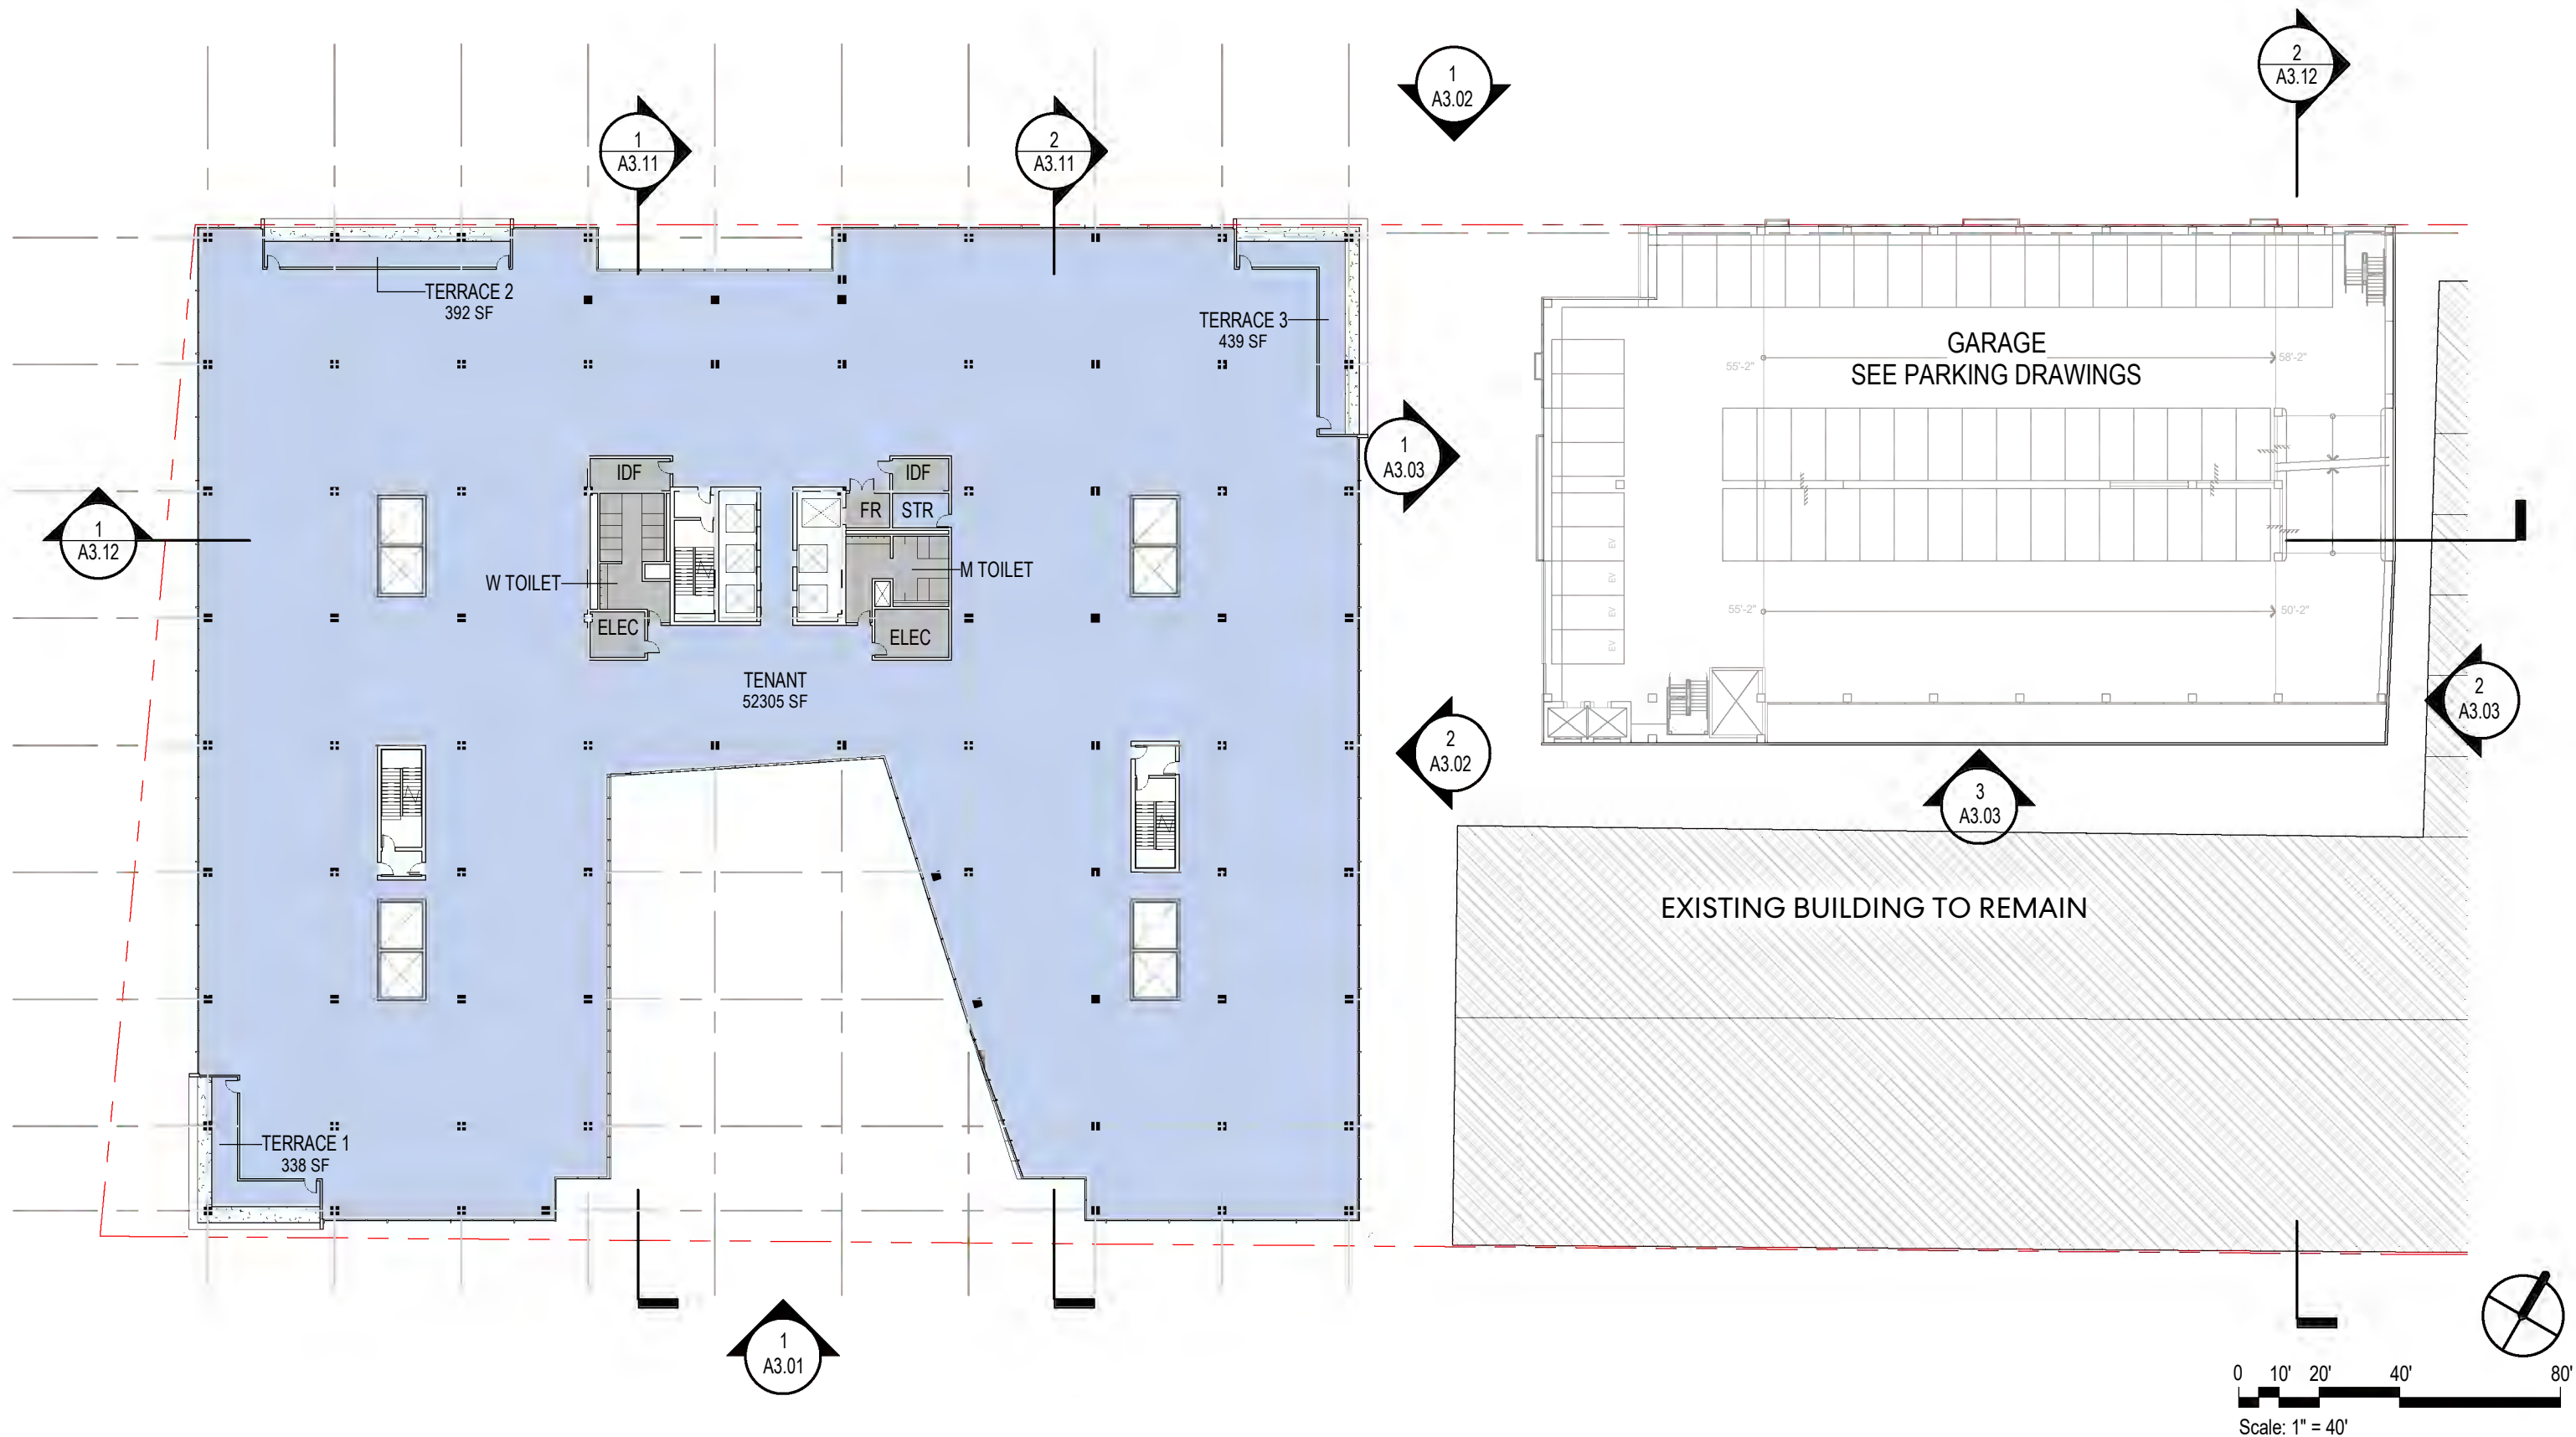 1
A3.02
2
A3.12
1
A3.11
2
A3.11
TERRACE 2
392 SF
TERRACE 3
439 SF
GARAGE
SEE PARKING DRAWINGS
55'-2"
58'-2"
1
A3.03
IDF
IDF
FR
STR
1
A3.12
W TOILET
M TOILET
EV
EV
EV
EV
ELEC
ELEC
55'-2"
50'-2"
TENANT
52305 SF
2
A3.03
2
A3.02
3
A3.03
EXISTING BUILDING TO REMAIN
TERRACE 1
338 SF
1
A3.01
0 10' 20' 40' 80'
Scale: 1" = 40'